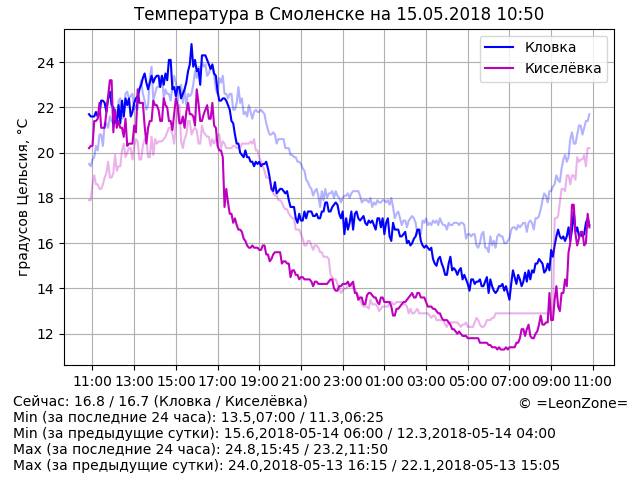 Температура в Смоленске на 15.05.2018 10:50
Кловка
Киселёвка
градусов Цельсия, °C
24
22
20
18
16
14
12
11:00 13:00 15:00 17:00 19:00 21:00 23:00 01:00 03:00 05:00 07:00 09:00 11:00
Сейчас: 16.8 / 16.7 (Кловка / Киселёвка)
© =LeonZone=
Min (за последние 24 часа): 13.5,07:00 / 11.3,06:25
Min (за предыдущие сутки): 15.6,2018-05-14 06:00 / 12.3,2018-05-14 04:00
Max (за последние 24 часа): 24.8,15:45 / 23.2,11:50
Max (за предыдущие сутки): 24.0,2018-05-13 16:15 / 22.1,2018-05-13 15:05